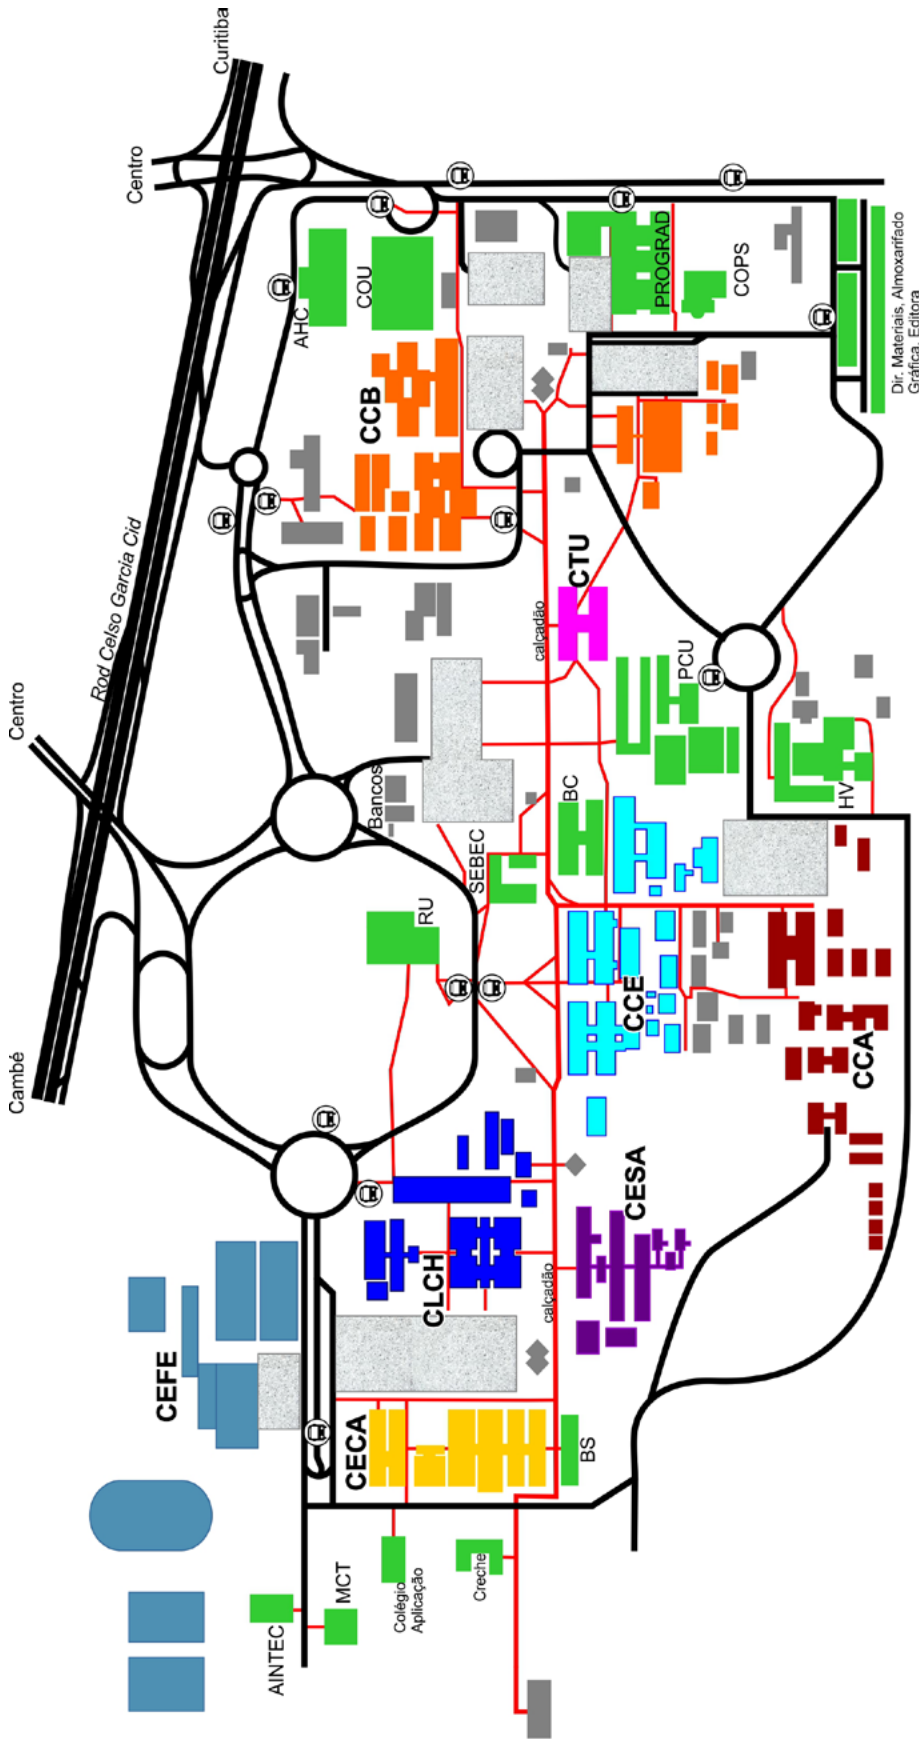 Cambé
Centro
Rod Celso Garcia Cid
Centro
Curitiba
AINTEC
MCT
CEFE
Colégio
Aplicação
Creche
CECA
BS
CLCH
calçadão
CESA
RU
SEBEC
Bancos
BC
CCE
CCA
HV
PCU
CTU
calçadão
CCB
AHC
COU
PROGRAD
COPS
Dir. Materiais, Almoxarifado
Gráfica, Editora